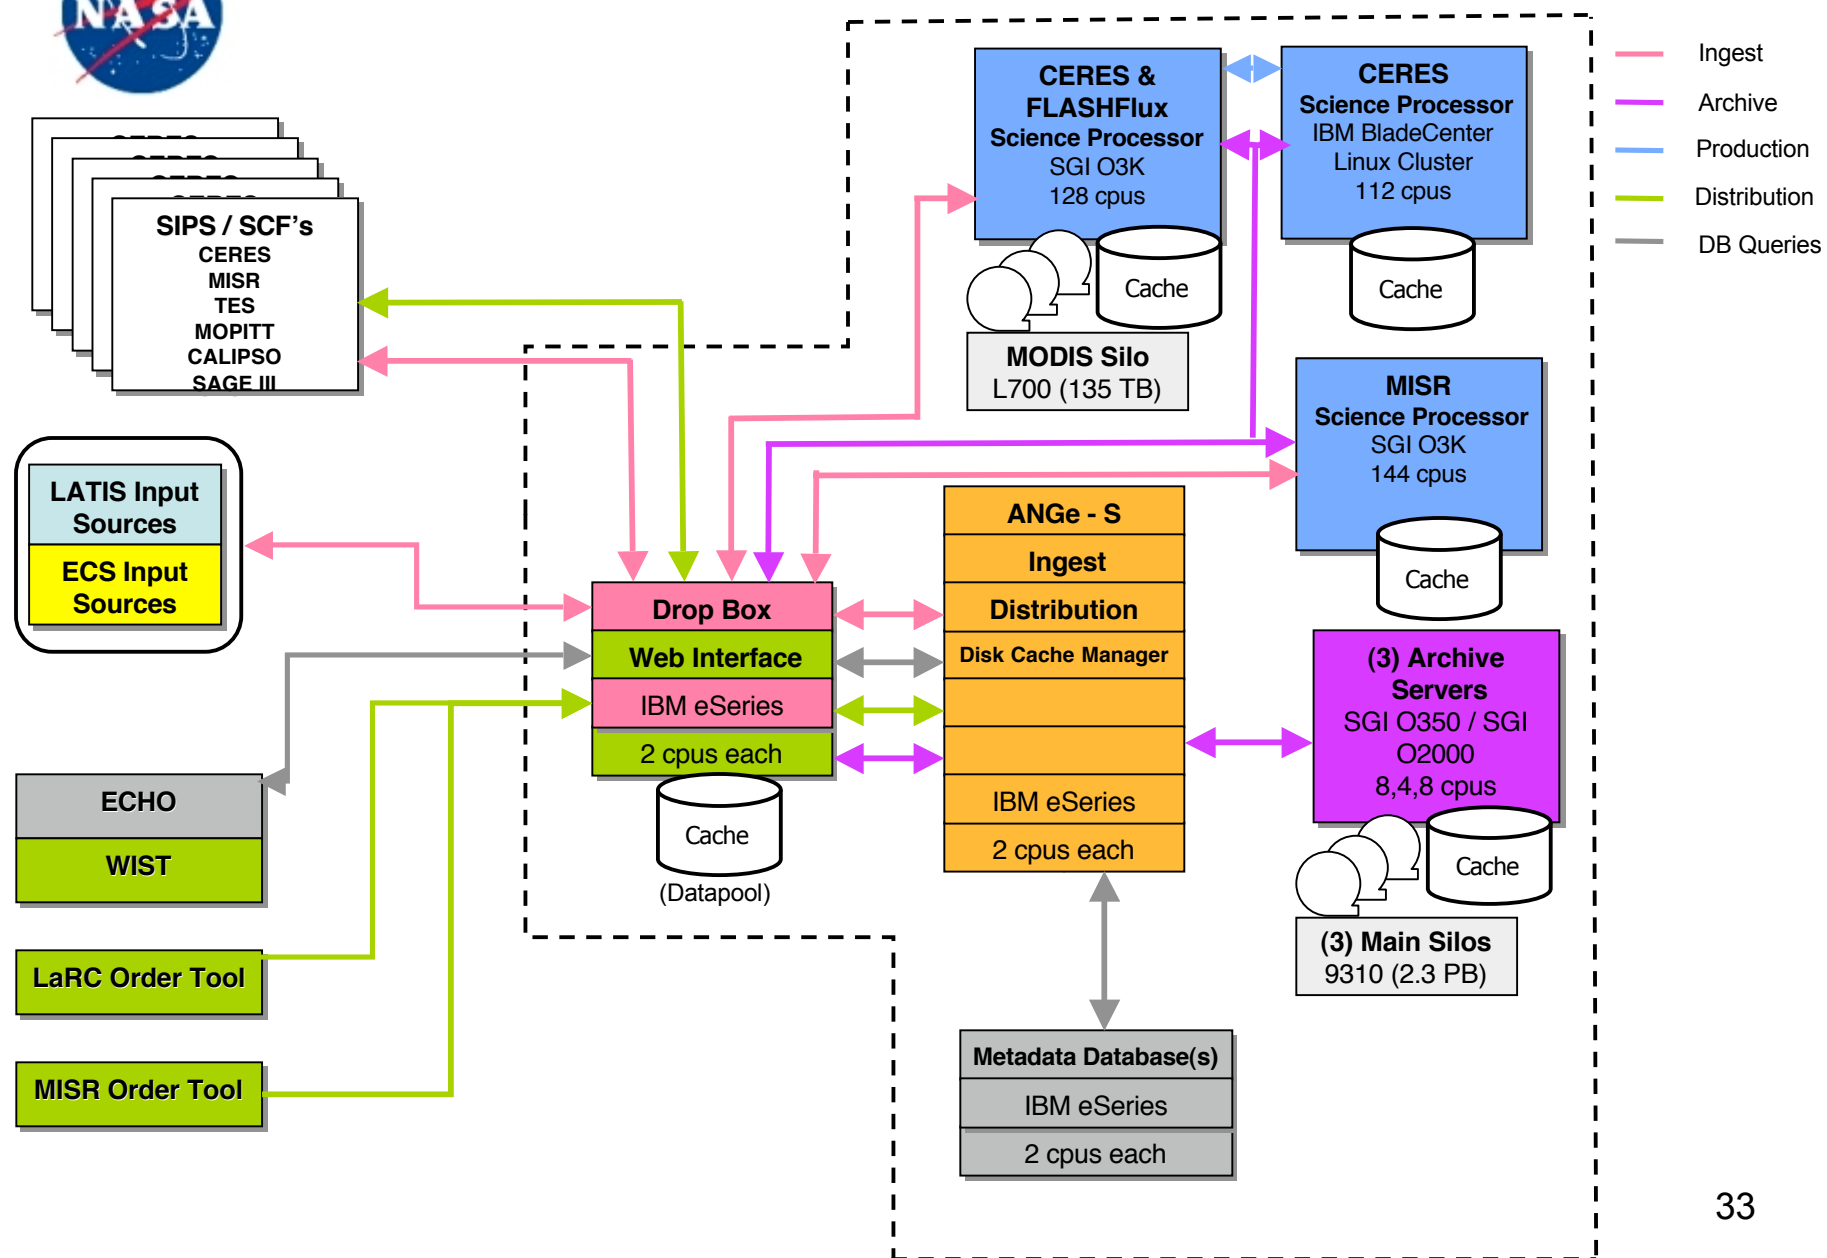 NASA
CERES
CERES
CERES
CERES
SIPS / SCF's
CERES
MISR
TES
MOPITT
CALIPSO
SAGE III
LATIS Input
Sources
ECS Input
Sources
ECHO
WIST
LaRC Order Tool
MISR Order Tool
Drop Box
Web Interface
IBM eSeries
2 cpus each
Cache
(Datapool)
ANGe - S
Ingest
Distribution
Disk Cache Manager
IBM eSeries
2 cpus each
Metadata Database(s)
IBM eSeries
2 cpus each
CERES &
FLASHFlux
Science Processor
SGI O3K
128 cpus
Cache
MODIS Silo
L700 (135 TB)
CERES
Science Processor
IBM BladeCenter
Linux Cluster
112 cpus
Cache
MISR
Science Processor
SGI O3K
144 cpus
Cache
(3) Archive
Servers
SGI O350 / SGI
O2000
8,4,8 cpus
Cache
(3) Main Silos
9310 (2.3 PB)
Ingest
Archive
Production
Distribution
DB Queries
33